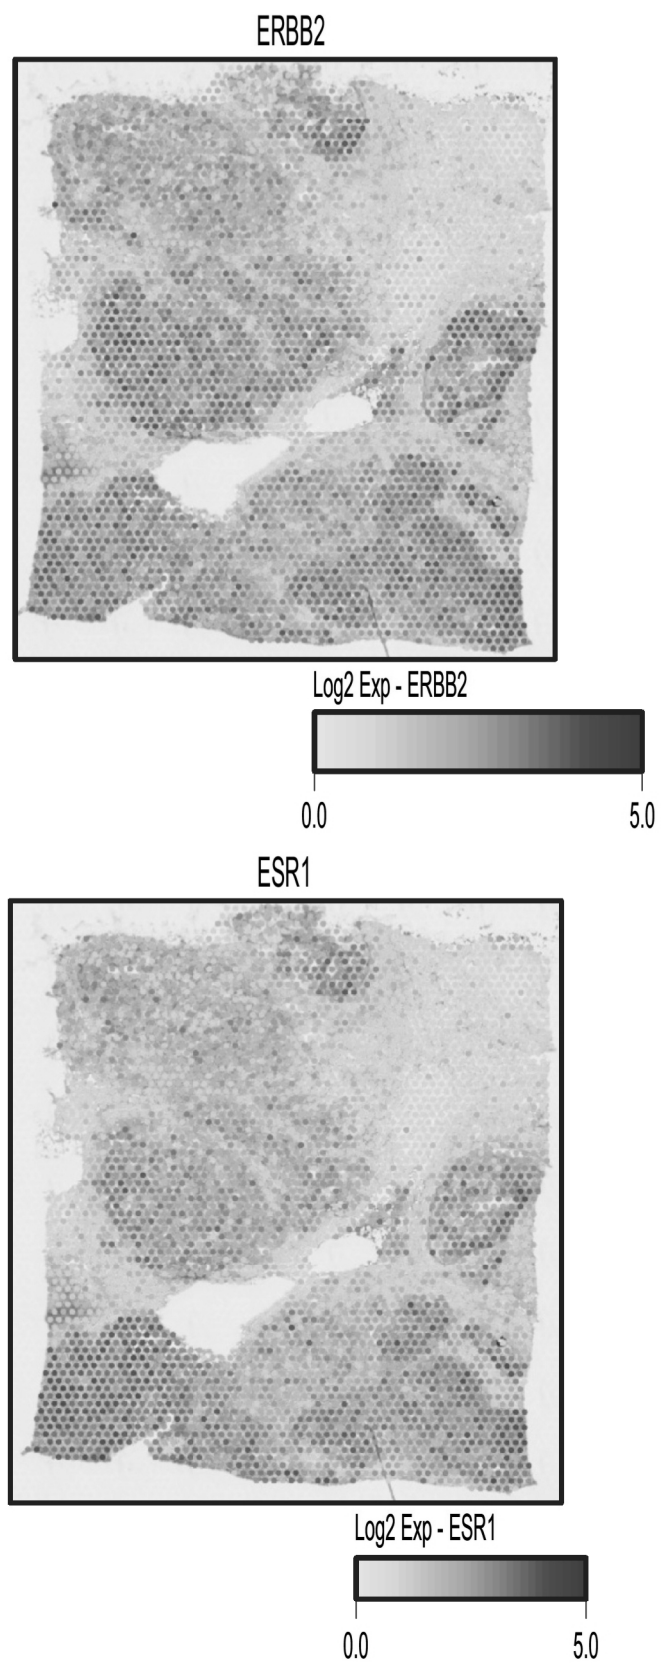 ERBB2
Log2 Exp - ERBB2
0.0 5.0
ESR1
Log2 Exp - ESR1
0.0 5.0